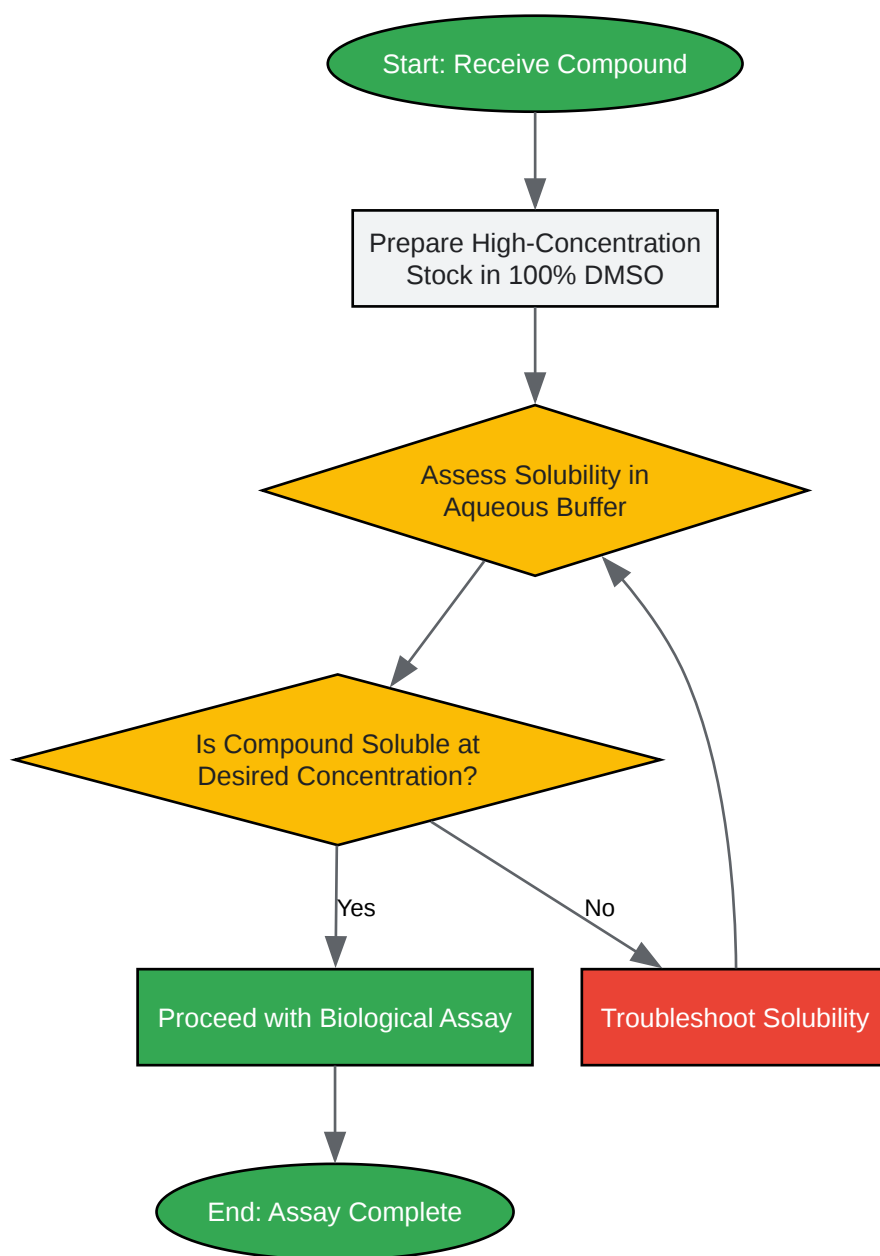 Start: Receive Compound
Prepare High-Concentration
Stock in 100% DMSO
Assess Solubility in
Aqueous Buffer
Is Compound Soluble at
Desired Concentration?
Yes
No
Proceed with Biological Assay
Troubleshoot Solubility
End: Assay Complete